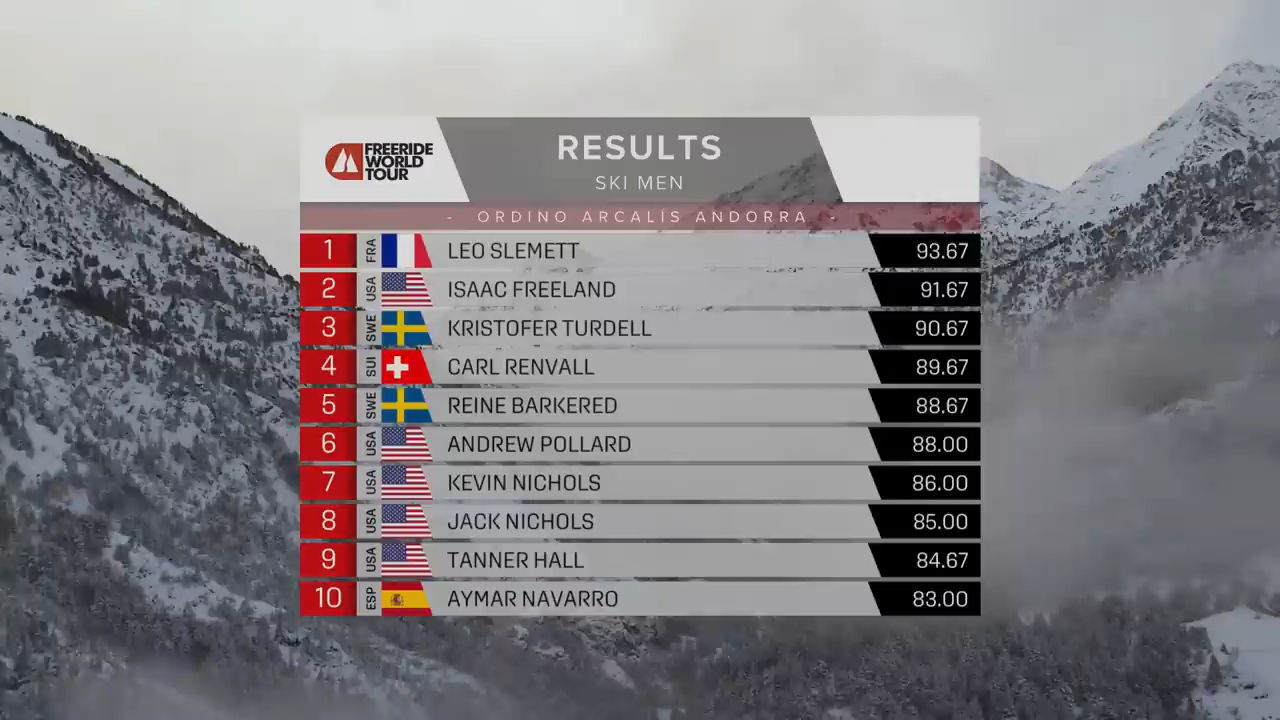 FREERIDE
WORLD
TOUR
RESULTS
SKI MEN
- ORDINO ARCALÍS ANDORRA -
1 FRA LEO SLEMETT 93.67
2 USA ISAAC FREELAND 91.67
3 SWE KRISTOFER TURDELL 90.67
4 SUI CARL RENVALL 89.67
5 SWE REINE BARKERED 88.67
6 USA ANDREW POLLARD 88.00
7 USA KEVIN NICHOLS 86.00
8 USA JACK NICHOLS 85.00
9 USA TANNER HALL 84.67
10 ESP AYMAR NAVARRO 83.00